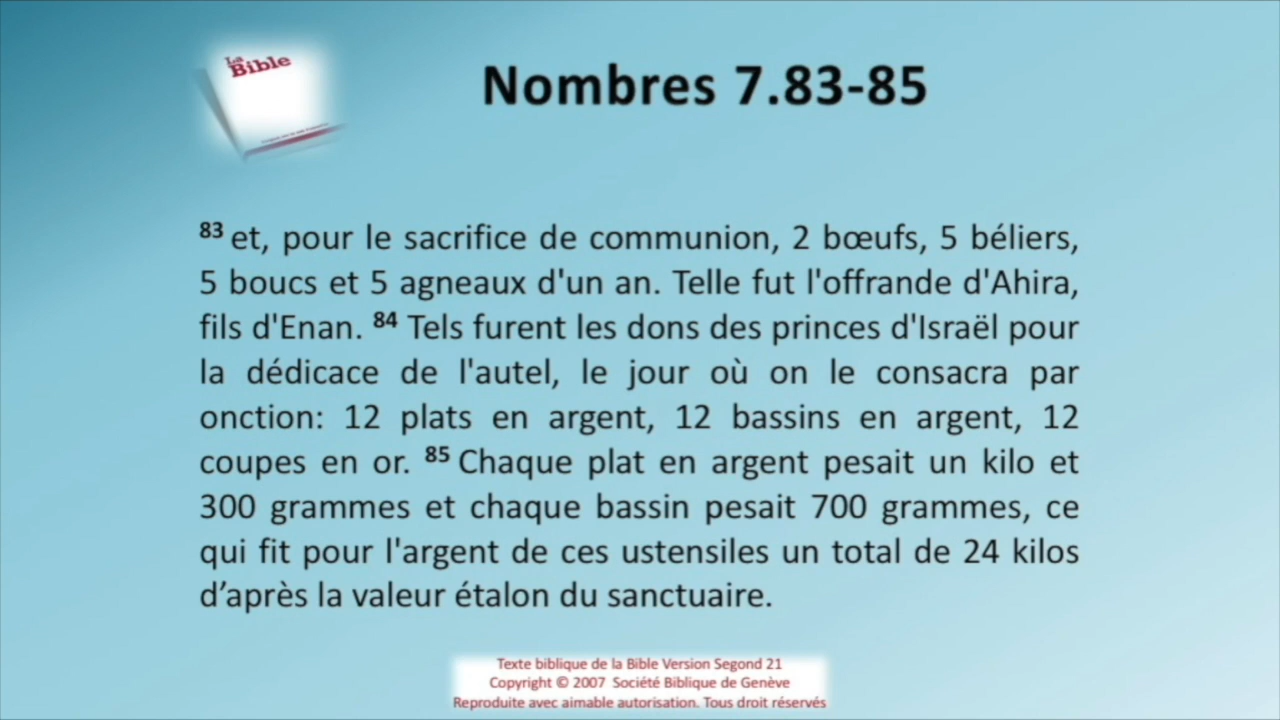 La
Bible
Nombres 7.83-85
83 et, pour le sacrifice de communion, 2 bœufs, 5 béliers,
5 boucs et 5 agneaux d'un an. Telle fut l'offrande d'Ahira,
fils d'Enan. 84 Tels furent les dons des princes d'Israël pour
la dédicace de l'autel, le jour où on le consacra par
onction: 12 plats en argent, 12 bassins en argent, 12
coupes en or. 85 Chaque plat en argent pesait un kilo et
300 grammes et chaque bassin pesait 700 grammes, ce
qui fit pour l'argent de ces ustensiles un total de 24 kilos
d’après la valeur étalon du sanctuaire.
Texte biblique de la Bible Version Segond 21
Copyright © 2007 Société Biblique de Genève
Reproduite avec aimable autorisation. Tous droit réservés